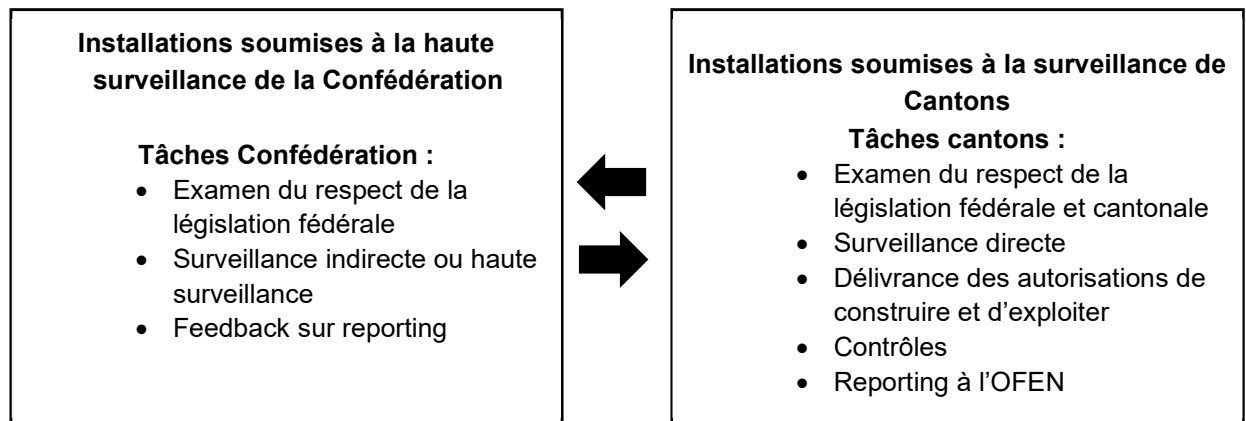 Installations soumises à la haute
surveillance de la Confédération
Tâches Confédération :
• Examen du respect de la
législation fédérale
• Surveillance indirecte ou haute
surveillance
• Feedback sur reporting
Installations soumises à la surveillance de
Cantons
Tâches cantons :
• Examen du respect de la
législation fédérale et cantonale
• Surveillance directe
• Délivrance des autorisations de
construire et d’exploiter
• Contrôles
• Reporting à l’OFEN